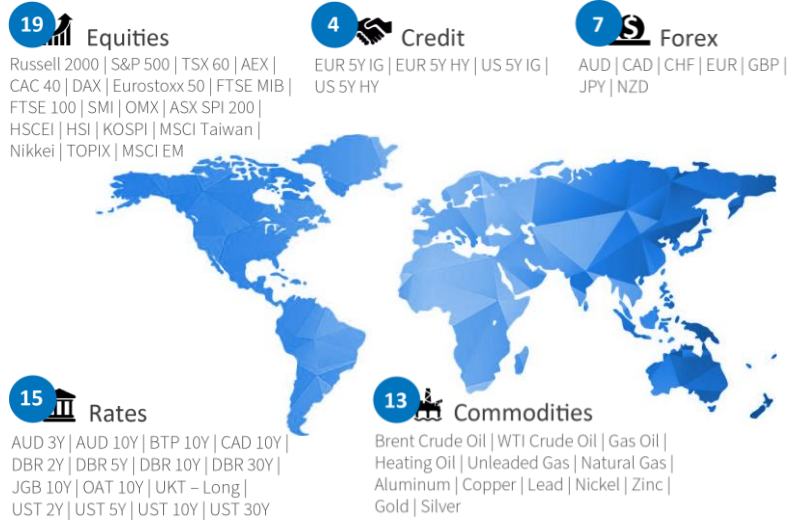 19
Equities
Russell 2000 | S&P 500 | TSX 60 | AEX |
CAC 40 | DAX | Eurostoxx 50 | FTSE MIB |
FTSE 100 | SMI | OMX | ASX SPI 200 |
HSCEI | HSI | KOSPI | MSCI Taiwan |
Nikkei | TOPIX | MSCI EM
4
Credit
EUR 5Y IG | EUR 5Y HY | US 5Y IG |
US 5Y HY
7
$
Forex
AUD | CAD | CHF | EUR | GBP |
JPY | NZD
15
Rates
AUD 3Y | AUD 10Y | BTP 10Y | CAD 10Y |
DBR 2Y | DBR 5Y | DBR 10Y | DBR 30Y |
JGB 10Y | OAT 10Y | UKT – Long |
UST 2Y | UST 5Y | UST 10Y | UST 30Y
13
Commodities
Brent Crude Oil | WTI Crude Oil | Gas Oil |
Heating Oil | Unleaded Gas | Natural Gas |
Aluminum | Copper | Lead | Nickel | Zinc |
Gold | Silver